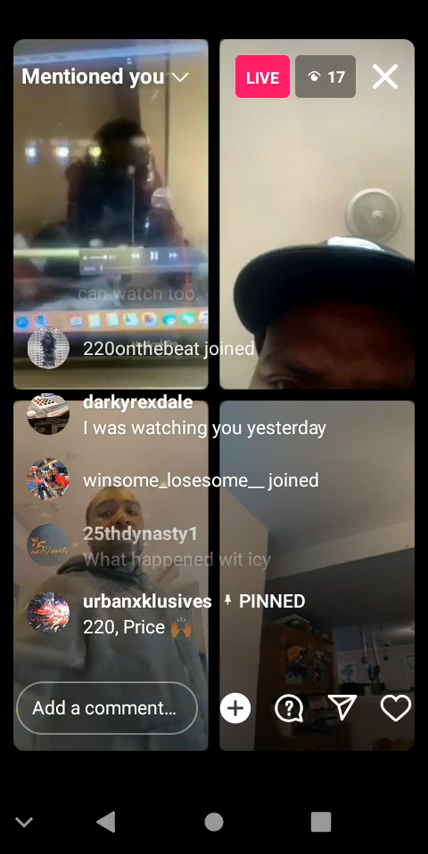 Mentioned you
LIVE
17
can watch too.
220onthebeat joined
darkyrexdale
I was watching you yesterday
winsome_losesome__ joined
25thdynasty1
What happened wit icy
urbanxklusives PINNED
220, Price 🙌🏾
Add a comment...